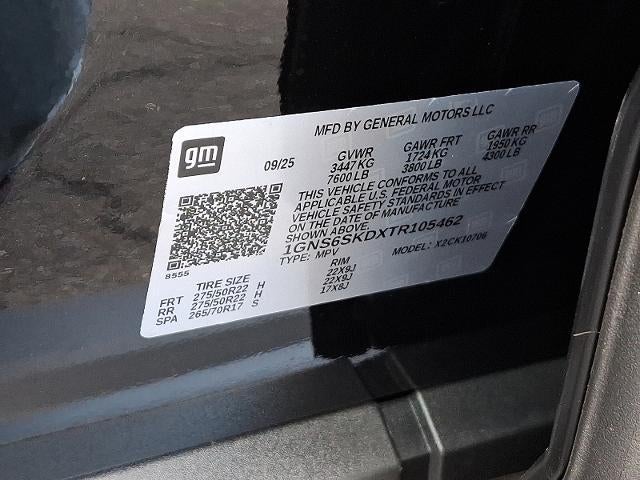 MFD BY GENERAL MOTORS LLC
gm
09/25
GVWR GAWR FRT GAWR RR
3447 KG 1724 KG 1950 KG
7600 LB 3800 LB 4300 LB
THIS VEHICLE CONFORMS TO ALL
APPLICABLE U.S. FEDERAL MOTOR
VEHICLE SAFETY STANDARDS IN EFFECT
ON THE DATE OF MANUFACTURE
SHOWN ABOVE.
1GNS6SKDXTR105462
TYPE: MPV MODEL: X2CK10706
8555
TIRE SIZE RIM
FRT 275/50R22 H 22X9J
RR 275/50R22 H 22X9J
SPA 265/70R17 S 17X8J